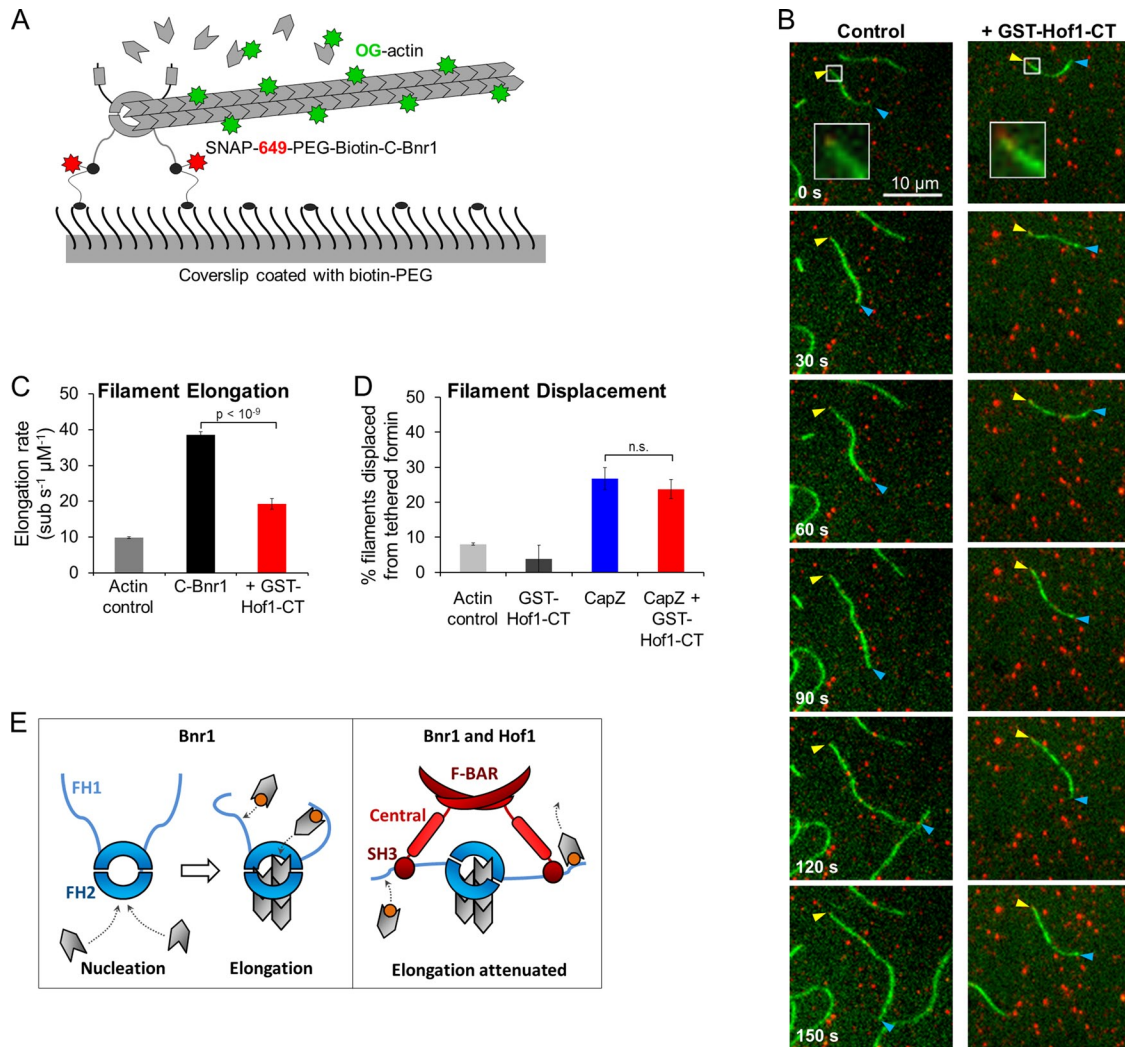 A
OG-actin
SNAP-649-PEG-Biotin-C-Bnr1
Coverslip coated with biotin-PEG
B
Control
+ GST-Hof1-CT
10 µm
0 s
30 s
60 s
90 s
120 s
150 s
C
Filament Elongation
p < 10-9
Elongation rate
(sub s-1 µM-1)
50
40
30
20
10
0
Actin
control
C-Bnr1
+ GST-
Hof1-CT
D
Filament Displacement
n.s.
% filaments displaced
from tethered formin
50
40
30
20
10
0
Actin
control
GST-
Hof1-CT
CapZ
CapZ +
GST-
Hof1-CT
E
Bnr1
FH1
FH2
Nucleation
Elongation
Bnr1 and Hof1
F-BAR
Central
SH3
Elongation attenuated